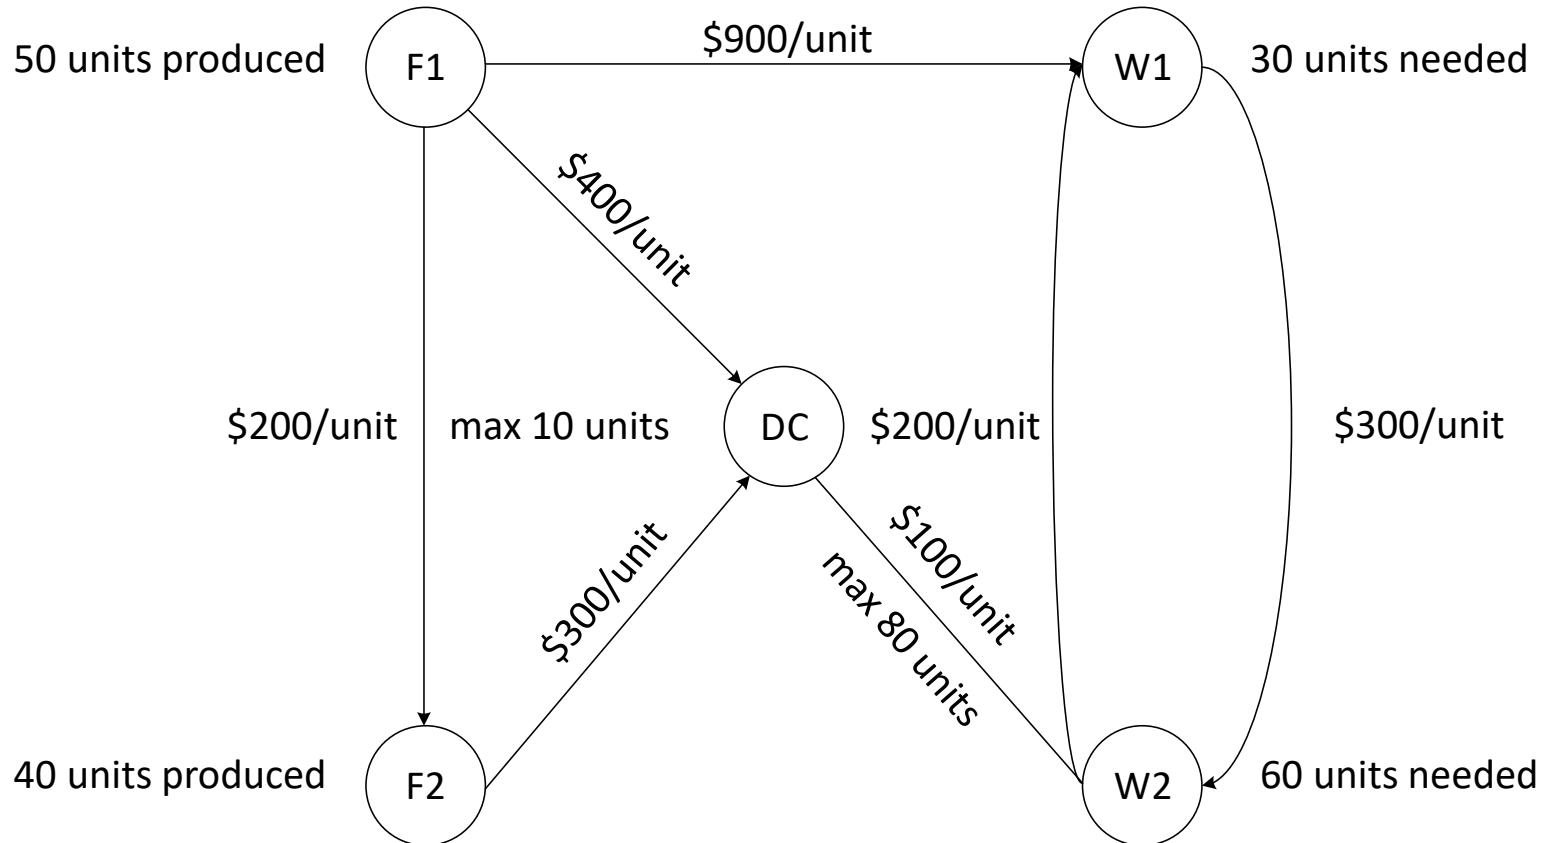 $900/unit
50 units produced
F1
W1
30 units needed
$400/unit
$200/unit
max 10 units
DC
$200/unit
$300/unit
$300/unit
$100/unit
max 80 units
40 units produced
F2
W2
60 units needed